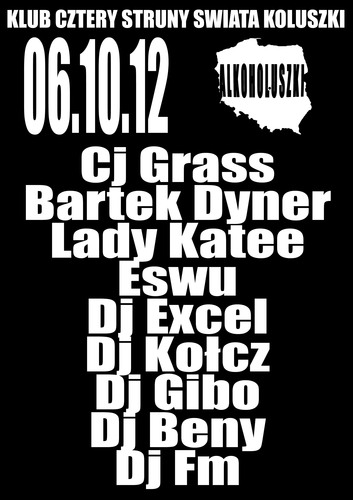 KLUB CZTERY STRUNY SWIATA KOLUSZKI
06.10.12
ALKOHOLUSZKI
Cj Grass
Bartek Dyner
Lady Katee
Eswu
Dj Excel
Dj Kołcz
Dj Gibo
Dj Beny
Dj Fm